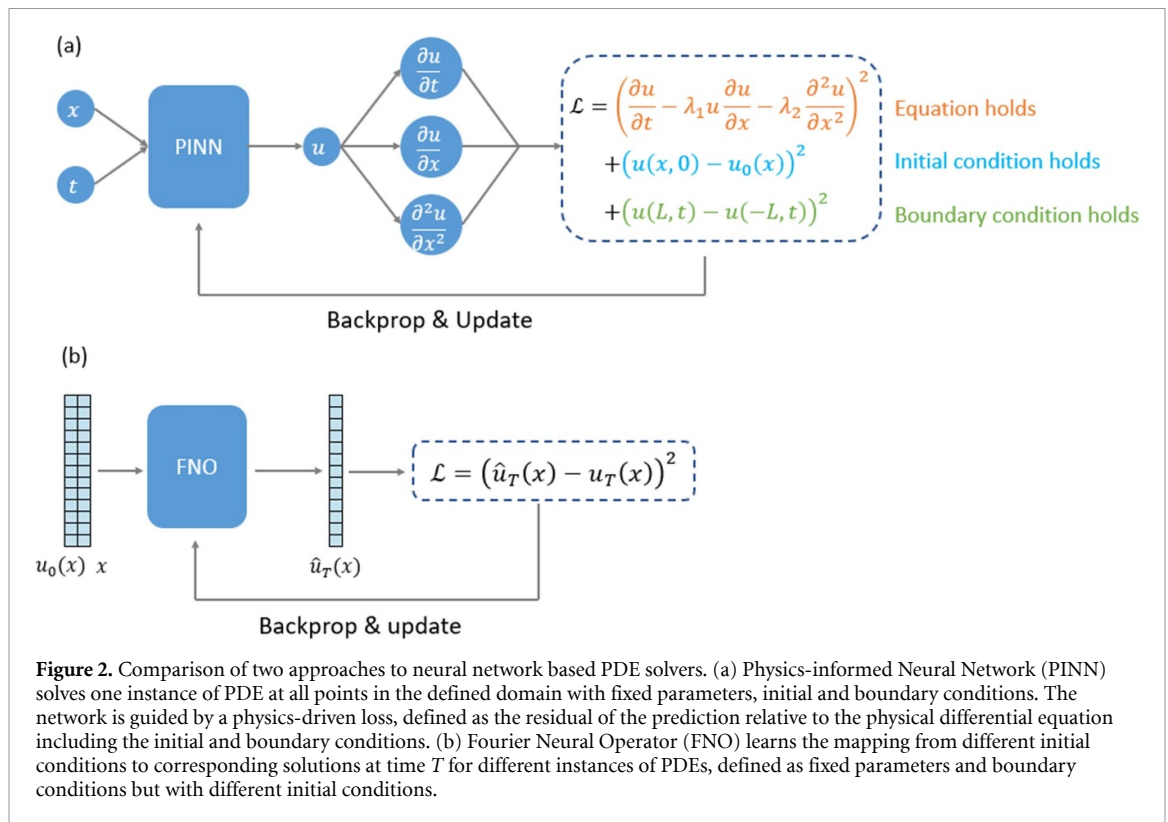 (a)
x
t
PINN
u
∂u/∂t
∂u/∂x
∂²u/∂x²
ℒ = (∂u/∂t − λ₁u ∂u/∂x − λ₂ ∂²u/∂x²)²
Equation holds
+(u(x, 0) − u₀(x))²
Initial condition holds
+(u(L, t) − u(−L, t))²
Boundary condition holds
Backprop & Update
(b)
FNO
ℒ = (û_T(x) − u_T(x))²
u₀(x) x
û_T(x)
Backprop & update
Figure 2. Comparison of two approaches to neural network based PDE solvers. (a) Physics-informed Neural Network (PINN)
solves one instance of PDE at all points in the defined domain with fixed parameters, initial and boundary conditions. The
network is guided by a physics-driven loss, defined as the residual of the prediction relative to the physical differential equation
including the initial and boundary conditions. (b) Fourier Neural Operator (FNO) learns the mapping from different initial
conditions to corresponding solutions at time T for different instances of PDEs, defined as fixed parameters and boundary
conditions but with different initial conditions.